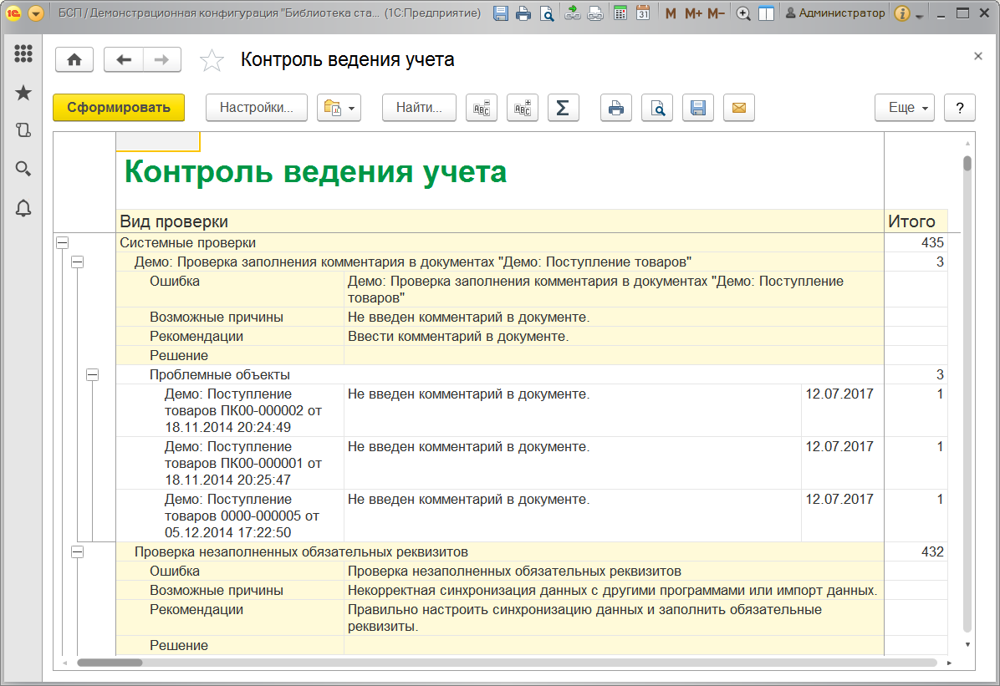 БСП / Демонстрационная конфигурация "Библиотека ста... (1С:Предприятие)
31
M M+ M-
Администратор
Контроль ведения учета
Сформировать
Настройки...
Найти...
АВС
АВС
Σ
Еще
?
Контроль ведения учета
Вид проверки Итого
Системные проверки 435
Демо: Проверка заполнения комментария в документах "Демо: Поступление товаров" 3
Ошибка Демо: Проверка заполнения комментария в документах "Демо: Поступление
товаров"
Возможные причины Не введен комментарий в документе.
Рекомендации Ввести комментарий в документе.
Решение
Проблемные объекты 3
Демо: Поступление Не введен комментарий в документе. 12.07.2017 1
товаров ПК00-000002 от
18.11.2014 20:24:49
Демо: Поступление Не введен комментарий в документе. 12.07.2017 1
товаров ПК00-000001 от
18.11.2014 20:25:47
Демо: Поступление Не введен комментарий в документе. 12.07.2017 1
товаров 0000-000005 от
05.12.2014 17:22:50
Проверка незаполненных обязательных реквизитов 432
Ошибка Проверка незаполненных обязательных реквизитов
Возможные причины Некорректная синхронизация данных с другими программами или импорт данных.
Рекомендации Правильно настроить синхронизацию данных и заполнить обязательные
реквизиты.
Решение